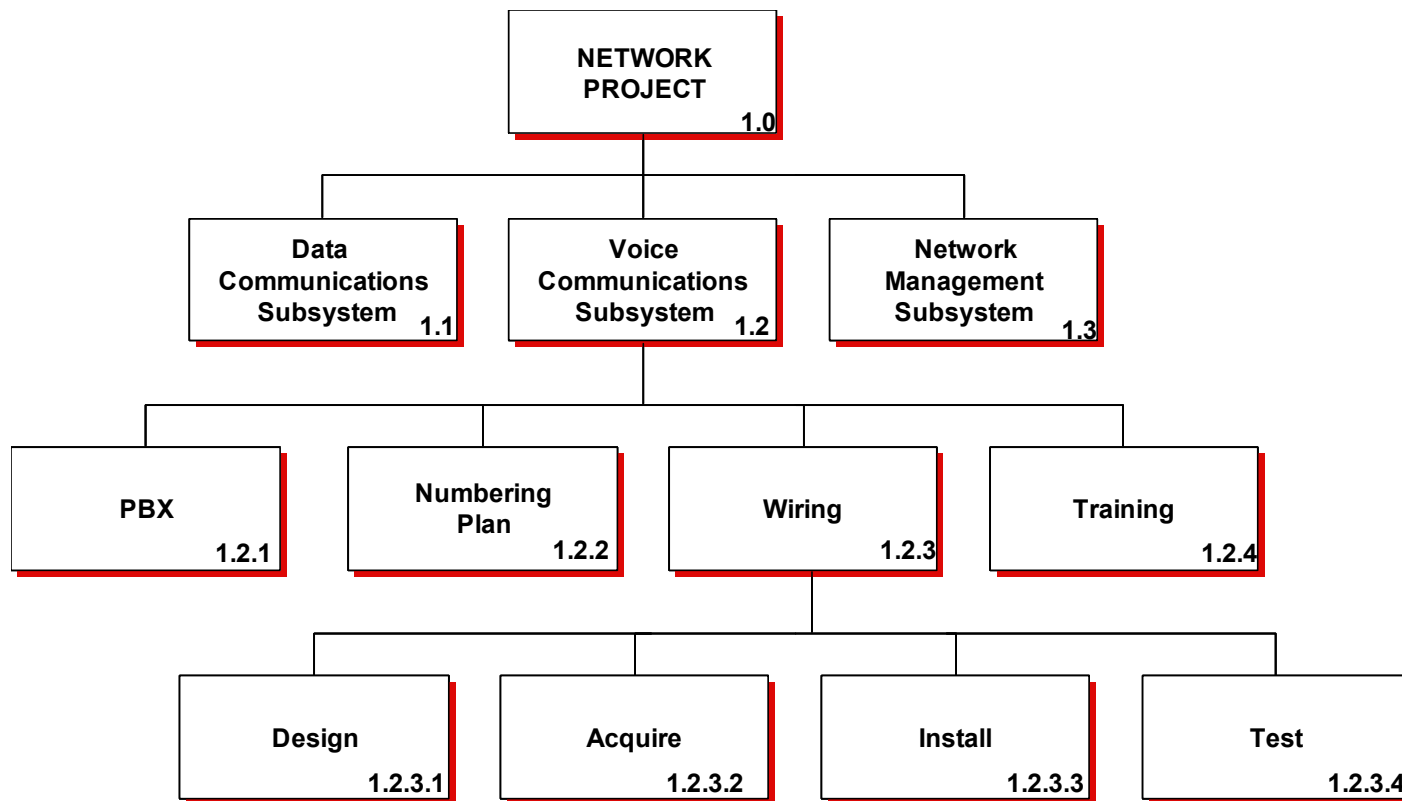 NETWORK
PROJECT
1.0
Data
Communications
Subsystem
1.1
Voice
Communications
Subsystem
1.2
Network
Management
Subsystem
1.3
PBX
1.2.1
Numbering
Plan
1.2.2
Wiring
1.2.3
Training
1.2.4
Design
1.2.3.1
Acquire
1.2.3.2
Install
1.2.3.3
Test
1.2.3.4